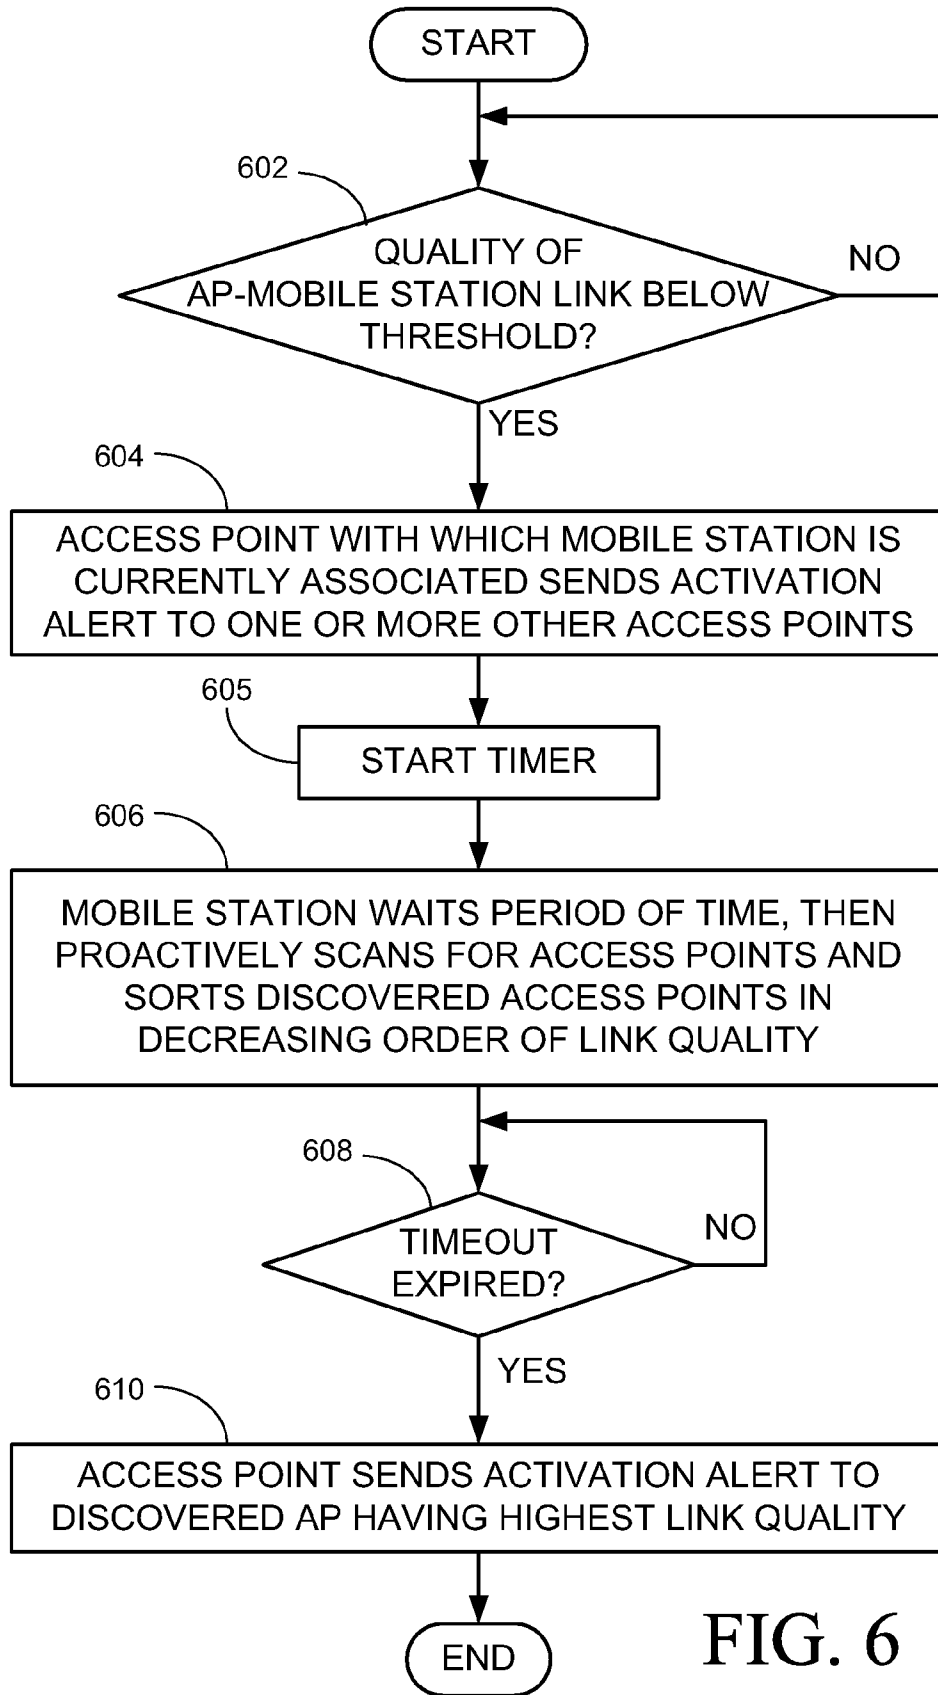 START
602
QUALITY OF
AP-MOBILE STATION LINK BELOW
THRESHOLD?
NO
YES
604
ACCESS POINT WITH WHICH MOBILE STATION IS
CURRENTLY ASSOCIATED SENDS ACTIVATION
ALERT TO ONE OR MORE OTHER ACCESS POINTS
605
START TIMER
606
MOBILE STATION WAITS PERIOD OF TIME, THEN
PROACTIVELY SCANS FOR ACCESS POINTS AND
SORTS DISCOVERED ACCESS POINTS IN
DECREASING ORDER OF LINK QUALITY
608
TIMEOUT
EXPIRED?
NO
YES
610
ACCESS POINT SENDS ACTIVATION ALERT TO
DISCOVERED AP HAVING HIGHEST LINK QUALITY
END
FIG. 6